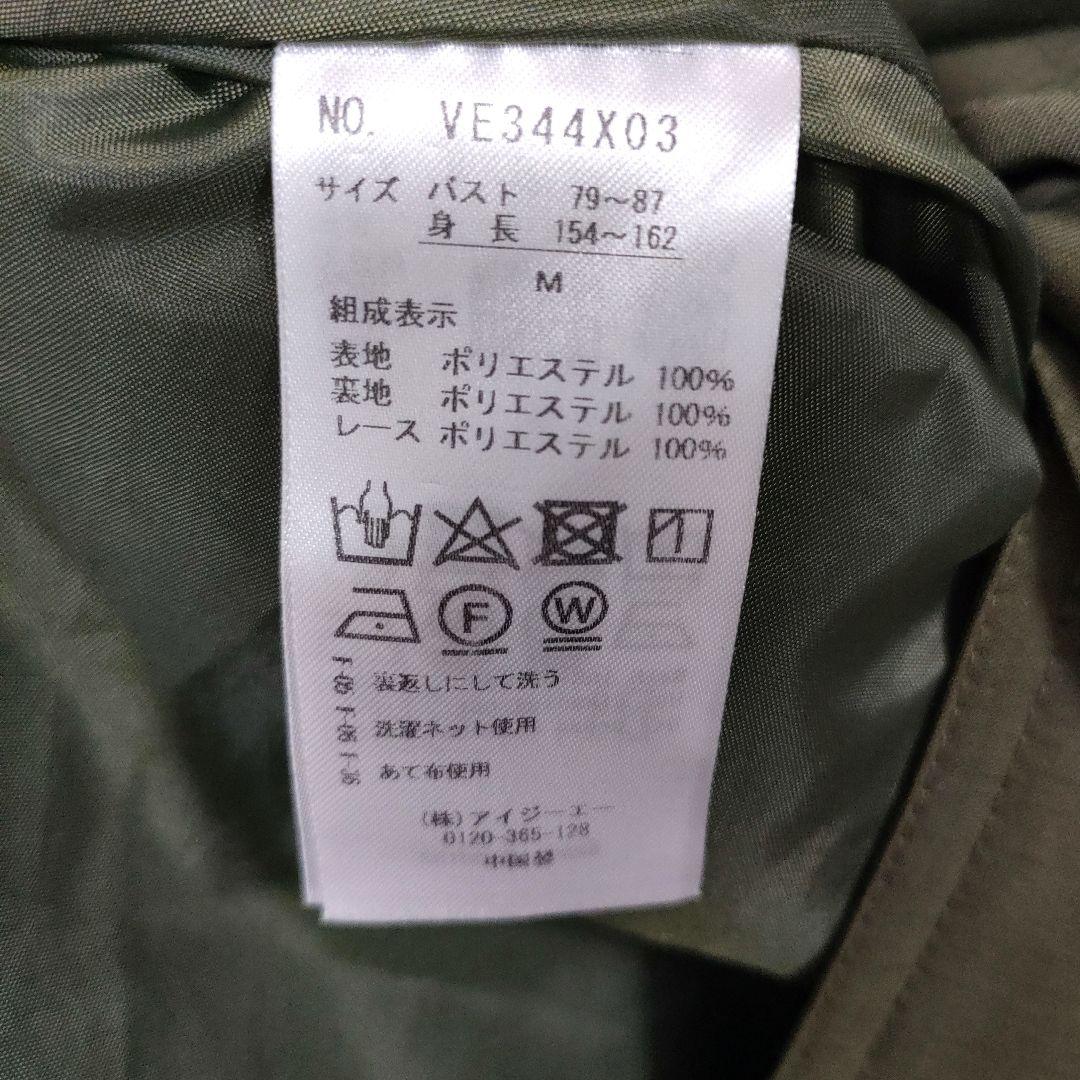 NO. VE344X03
サイズ バスト 79～87
身 長 154～162
M
組成表示
表地 ポリエステル 100%
裏地 ポリエステル 100%
レース ポリエステル 100%
F W
裏返しにして洗う
洗濯ネット使用
あて布使用
(株)アイジーエー
0120-365-128
中国製